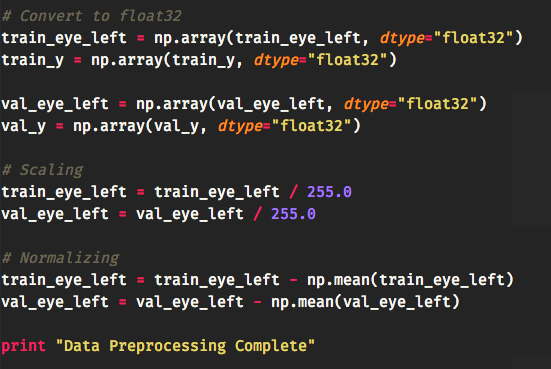 # Convert to float32
train_eye_left = np.array(train_eye_left, dtype="float32")
train_y = np.array(train_y, dtype="float32")
val_eye_left = np.array(val_eye_left, dtype="float32")
val_y = np.array(val_y, dtype="float32")
# Scaling
train_eye_left = train_eye_left / 255.0
val_eye_left = val_eye_left / 255.0
# Normalizing
train_eye_left = train_eye_left - np.mean(train_eye_left)
val_eye_left = val_eye_left - np.mean(val_eye_left)
print "Data Preprocessing Complete"